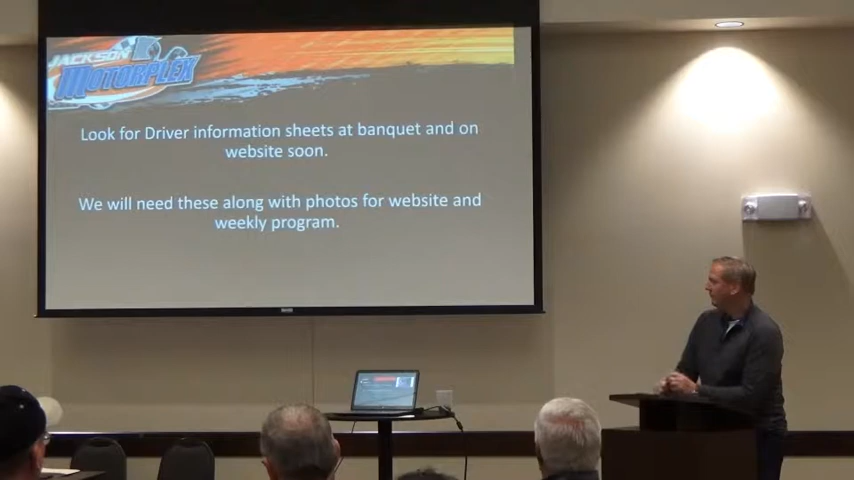 JACKSON
MOTORPLEX
Look for Driver information sheets at banquet and on
website soon.
We will need these along with photos for website and
weekly program.